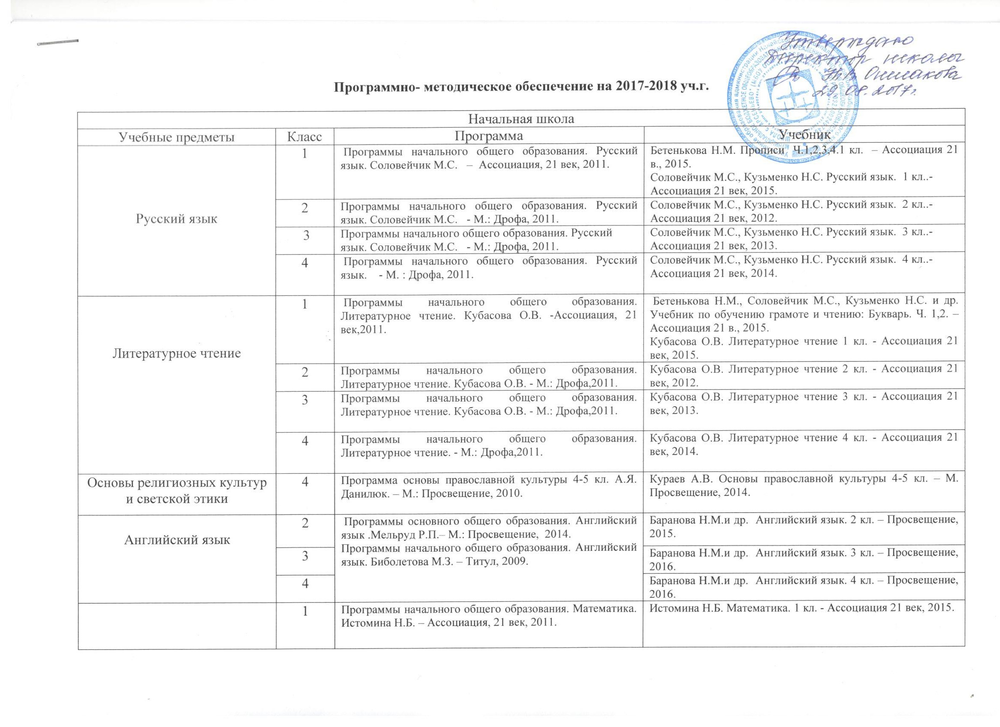 Утверждаю
Директор школы
29.08.2017г.
Программно- методическое обеспечение на 2017-2018 уч.г.
Начальная школа
Учебные предметы Класс Программа Учебник
Русский язык
1
Программы начального общего образования. Русский
язык. Соловейчик М.С. – Ассоциация, 21 век, 2011.
Бетенькова Н.М. Прописи Ч.1,2,3,4.1 кл. – Ассоциация 21
в., 2015.
Соловейчик М.С., Кузьменко Н.С. Русский язык. 1 кл..-
Ассоциация 21 век, 2015.
2
Программы начального общего образования. Русский
язык. Соловейчик М.С. - М.: Дрофа, 2011.
Соловейчик М.С., Кузьменко Н.С. Русский язык. 2 кл..-
Ассоциация 21 век, 2012.
3
Программы начального общего образования. Русский
язык. Соловейчик М.С. - М.: Дрофа, 2011.
Соловейчик М.С., Кузьменко Н.С. Русский язык. 3 кл..-
Ассоциация 21 век, 2013.
4
Программы начального общего образования. Русский
язык. - М. : Дрофа, 2011.
Соловейчик М.С., Кузьменко Н.С. Русский язык. 4 кл..-
Ассоциация 21 век, 2014.
Литературное чтение
1
Программы начального общего образования.
Литературное чтение. Кубасова О.В. -Ассоциация, 21
век,2011.
Бетенькова Н.М., Соловейчик М.С., Кузьменко Н.С. и др.
Учебник по обучению грамоте и чтению: Букварь. Ч. 1,2. –
Ассоциация 21 в., 2015.
Кубасова О.В. Литературное чтение 1 кл. - Ассоциация 21
век, 2015.
2
Программы начального общего образования.
Литературное чтение. Кубасова О.В. - М.: Дрофа,2011.
Кубасова О.В. Литературное чтение 2 кл. - Ассоциация 21
век, 2012.
3
Программы начального общего образования.
Литературное чтение. Кубасова О.В. - М.: Дрофа,2011.
Кубасова О.В. Литературное чтение 3 кл. - Ассоциация 21
век, 2013.
4
Программы начального общего образования.
Литературное чтение. - М.: Дрофа,2011.
Кубасова О.В. Литературное чтение 4 кл. - Ассоциация 21
век, 2014.
Основы религиозных культур
и светской этики
4
Программа основы православной культуры 4-5 кл. А.Я.
Данилюк. – М.: Просвещение, 2010.
Кураев А.В. Основы православной культуры 4-5 кл. – М.
Просвещение, 2014.
Английский язык
2
Программы основного общего образования. Английский
язык .Мельруд Р.П.– М.: Просвещение, 2014.
Программы начального общего образования. Английский
язык. Биболетова М.З. – Титул, 2009.
Баранова Н.М.и др. Английский язык. 2 кл. – Просвещение,
2015.
3
Баранова Н.М.и др. Английский язык. 3 кл. – Просвещение,
2016.
4
Баранова Н.М.и др. Английский язык. 4 кл. – Просвещение,
2016.
1
Программы начального общего образования. Математика.
Истомина Н.Б. – Ассоциация, 21 век, 2011.
Истомина Н.Б. Математика. 1 кл. - Ассоциация 21 век, 2015.